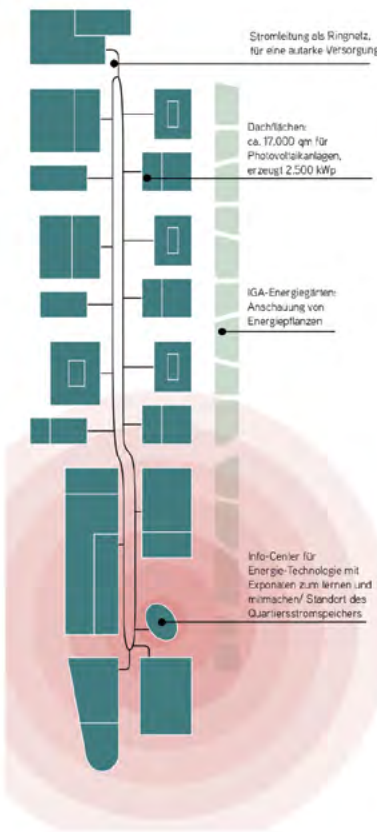 Stromleitung als Ringnetz,
für eine autarke Versorgung
Dachflächen:
ca. 17.000 qm für
Photovoltaikanlagen,
erzeugt 2.500 kWp
IGA-Energiegärten:
Anschauung von
Energiepflanzen
Info-Center für
Energie-Technologie mit
Exponaten zum lernen und
mitmachen/ Standort des
Quartiersstromspeichers